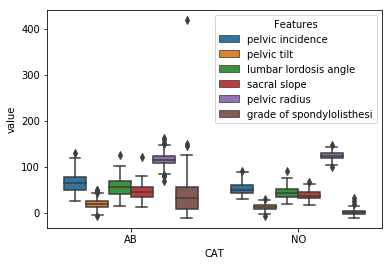 Features
pelvic incidence
pelvic tilt
lumbar lordosis angle
sacral slope
pelvic radius
grade of spondylolisthesi
400
300
200
100
0
value
AB
NO
CAT